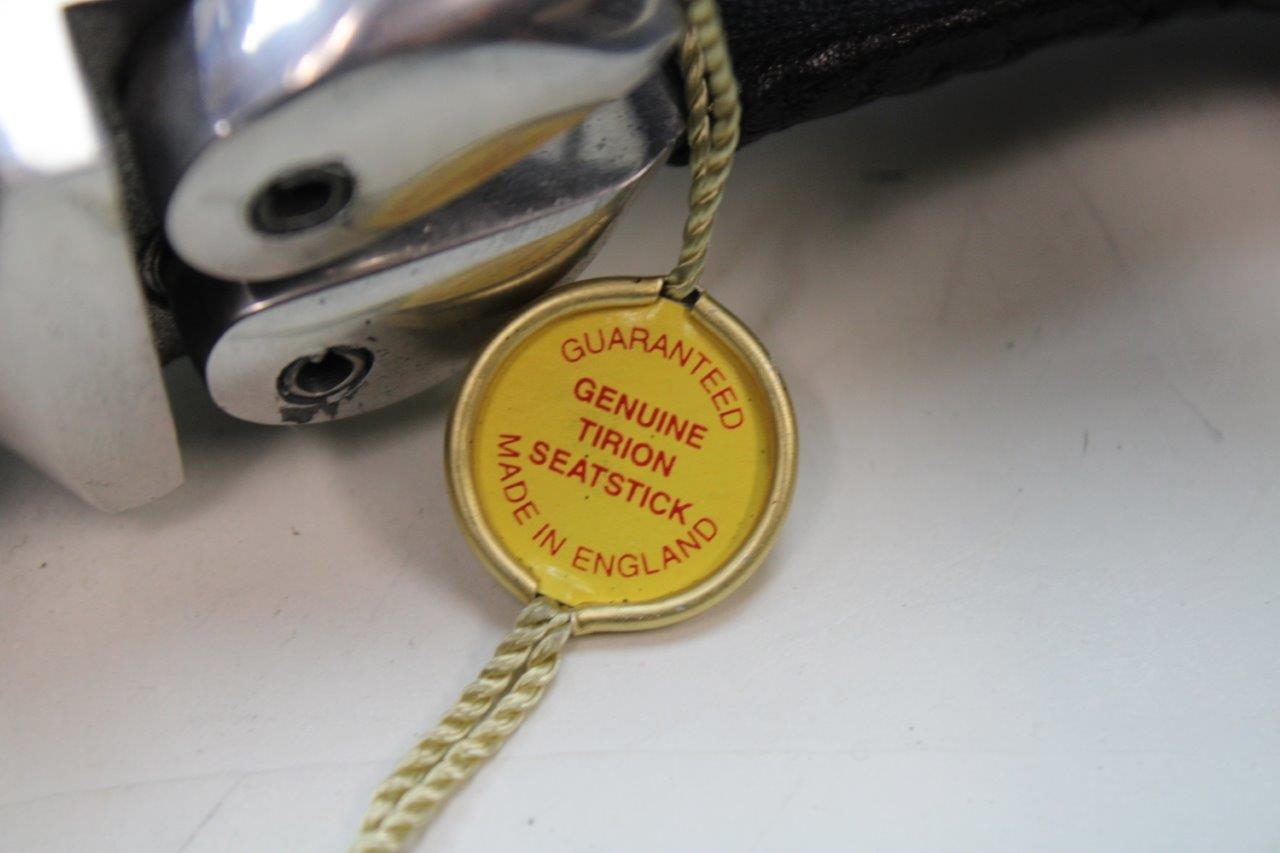 GUARANTEED
GENUINE
TIRION
SEATSTICK
MADE IN ENGLAND